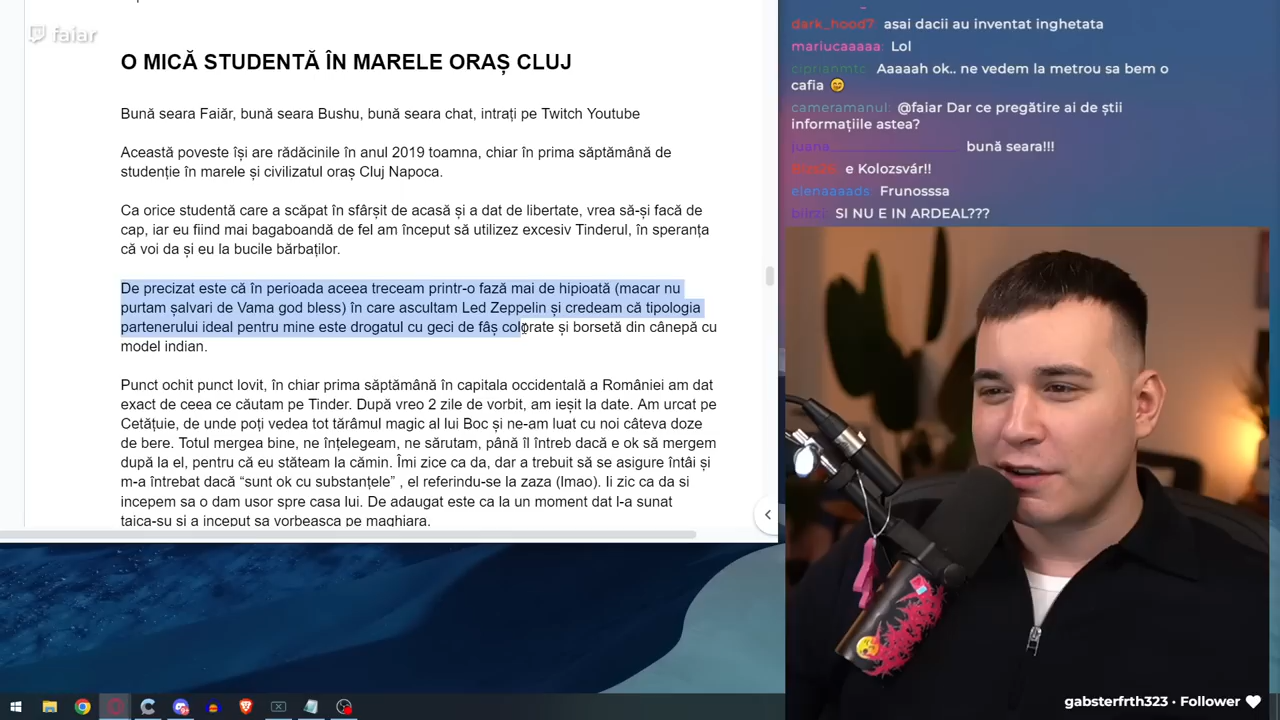 faiar
O MICĂ STUDENTĂ ÎN MARELE ORAȘ CLUJ
Bună seara Faiăr, bună seara Bushu, bună seara chat, intrați pe Twitch Youtube
Această poveste își are rădăcinile în anul 2019 toamna, chiar în prima săptămână de
studenție în marele și civilizatul oraș Cluj Napoca.
Ca orice studentă care a scăpat în sfârșit de acasă și a dat de libertate, vrea să-și facă de
cap, iar eu fiind mai bagaboandă de fel am început să utilizez excesiv Tinderul, în speranța
că voi da și eu la bucile bărbaților.
De precizat este că în perioada aceea treceam printr-o fază mai de hipioată (macar nu
purtam șalvari de Vama god bless) în care ascultam Led Zeppelin și credeam că tipologia
partenerului ideal pentru mine este drogatul cu geci de fâș colorate și borsetă din cânepă cu
model indian.
Punct ochit punct lovit, în chiar prima săptămână în capitala occidentală a României am dat
exact de ceea ce căutam pe Tinder. După vreo 2 zile de vorbit, am ieșit la date. Am urcat pe
Cetățuie, de unde poți vedea tot tărâmul magic al lui Boc și ne-am luat cu noi câteva doze
de bere. Totul mergea bine, ne înțelegeam, ne sărutam, până îl întreb dacă e ok să mergem
după la el, pentru că eu stăteam la cămin. Îmi zice ca da, dar a trebuit să se asigure întâi și
m-a întrebat dacă “sunt ok cu substanțele” , el referindu-se la zaza (lmao). Ii zic ca da si
incepem sa o dam usor spre casa lui. De adaugat este ca la un moment dat l-a sunat
taica-su si a inceput sa vorbeasca pe maghiara.
dark_hood7: asai dacii au inventat inghetata
mariucaaaaa: Lol
ciprianmtc: Aaaaah ok.. ne vedem la metrou sa bem o
cafia 😄
cameramanul: @faiar Dar ce pregătire ai de știi
informațiile astea?
bună seara!!!
e Kolozsvár!!
elenaaaads: Frunosssa
SI NU E IN ARDEAL???
gabsterfrth323 · Follower